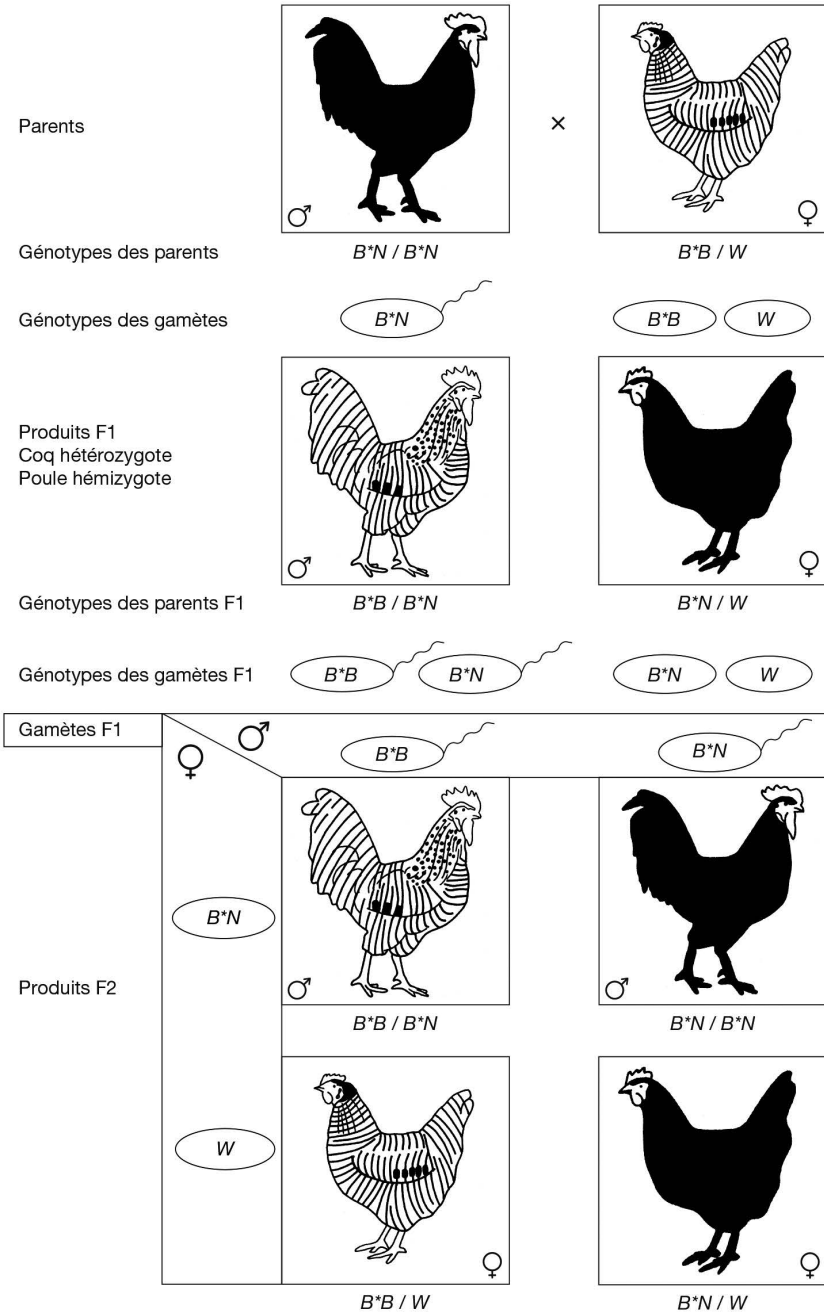 Parents
×
♂
♀
Génotypes des parents
B*N / B*N
B*B / W
Génotypes des gamètes
B*N
B*B
W
Produits F1
Coq hétérozygote
Poule hémizygote
♂
♀
Génotypes des parents F1
B*B / B*N
B*N / W
Génotypes des gamètes F1
B*B
B*N
B*N
W
Gamètes F1
♀
♂
B*B
B*N
B*N
♂
♂
Produits F2
B*B / B*N
B*N / B*N
W
♀
♀
B*B / W
B*N / W